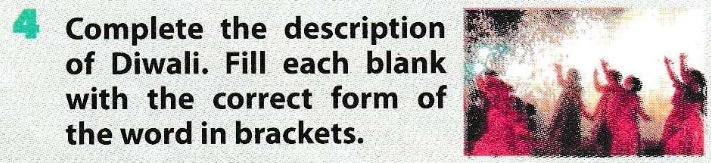 4 Complete the description
of Diwali. Fill each blank
with the correct form of
the word in brackets.